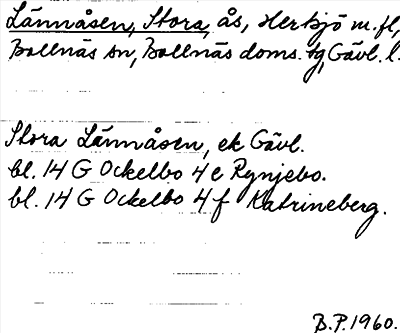 Lännåsen, Stora, ås, Herkjö m.fl,
Bollnäs sn, Bollnäs doms. tg, Gävl. l.
Stora Lännåsen, ek Gävl.
bl. 14 G Ockelbo 4 e Rynjebo.
bl. 14 G Ockelbo 4 f Katrineberg.
B.P. 1960.